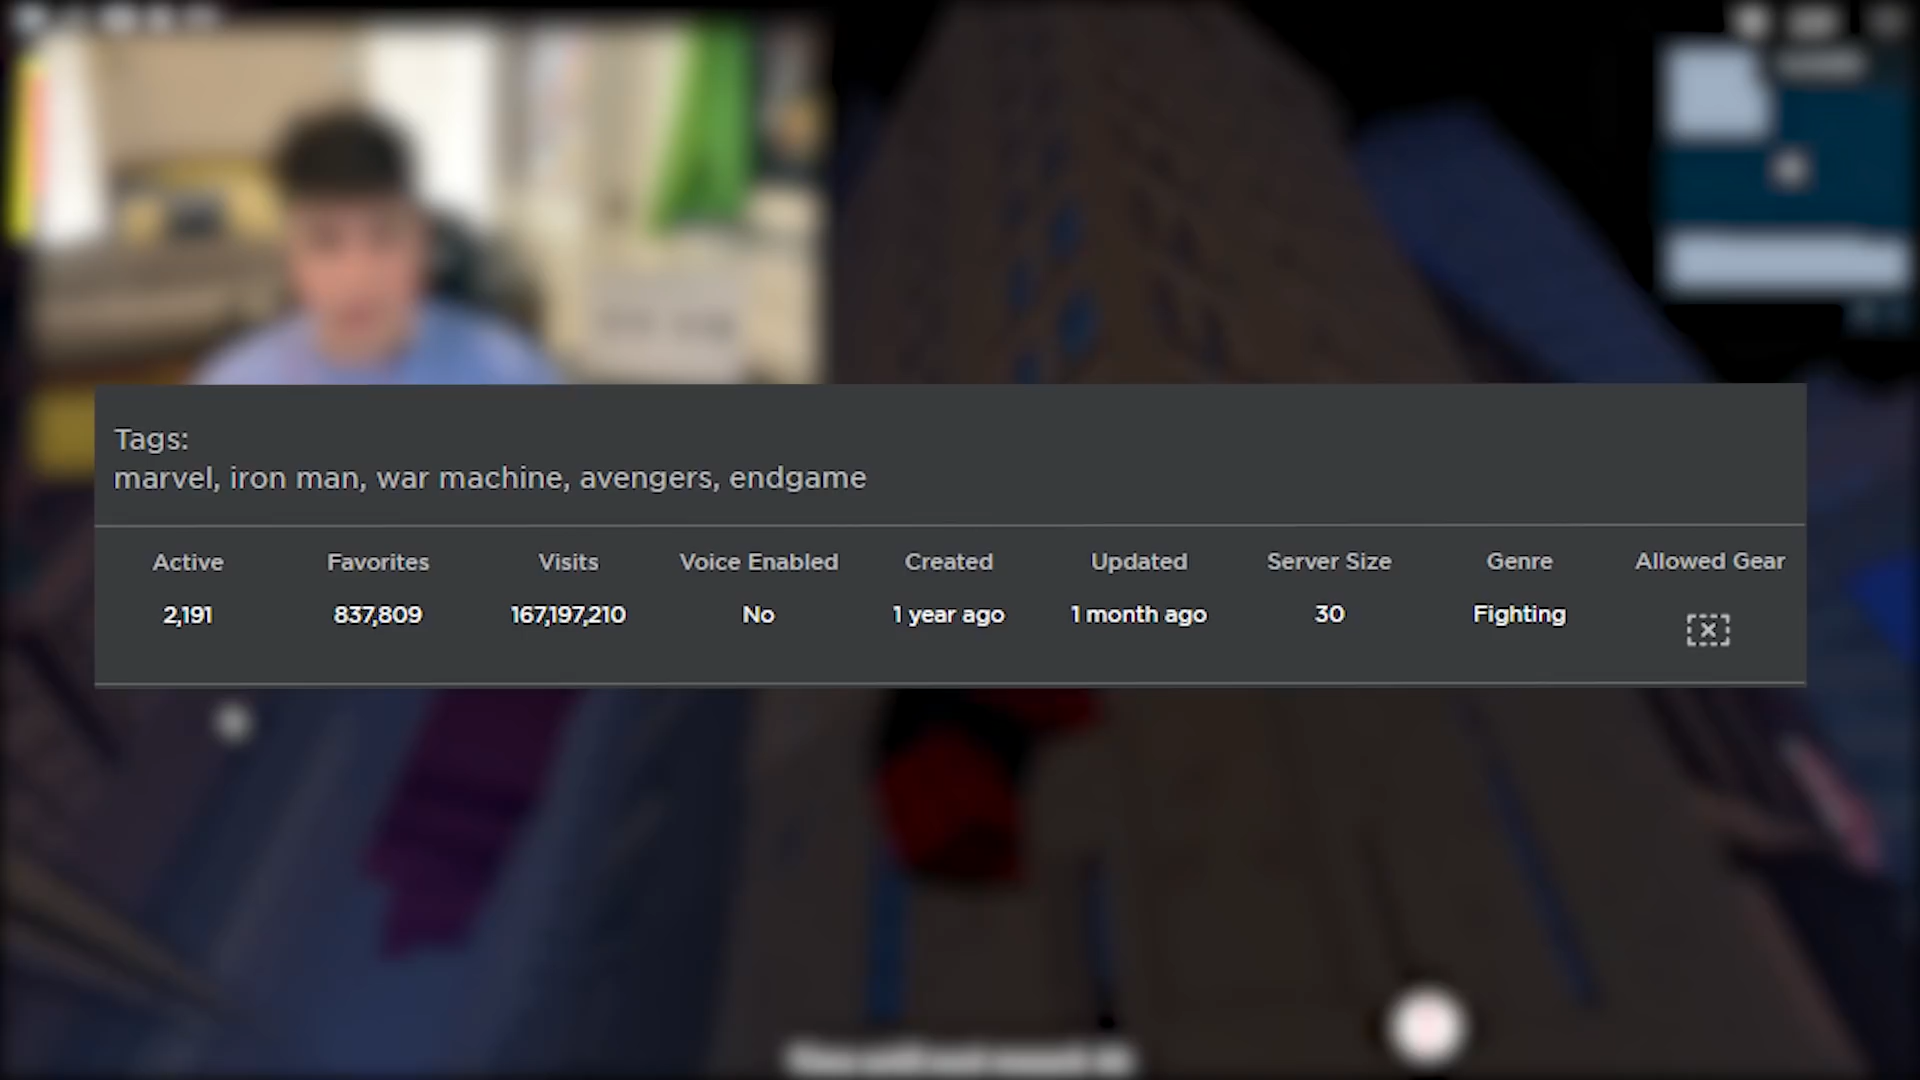 Tags:
marvel, iron man, war machine, avengers, endgame
Active Favorites Visits Voice Enabled Created Updated Server Size Genre Allowed Gear
2,191 837,809 167,197,210 No 1 year ago 1 month ago 30 Fighting